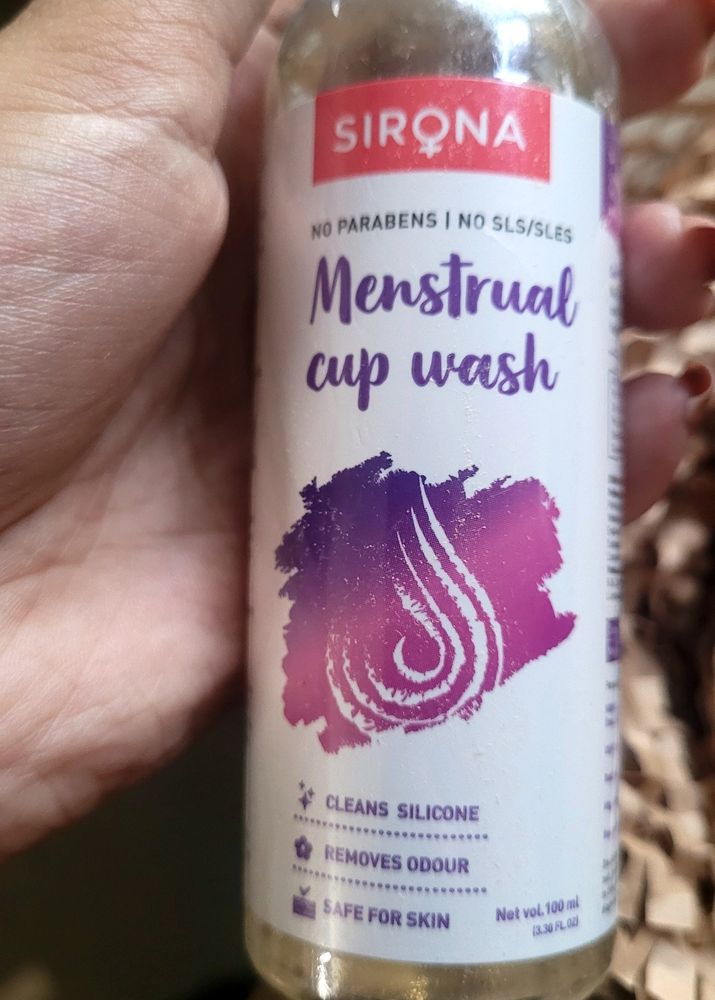 SIRONA
NO PARABENS | NO SLS/SLES
Menstrual
cup wash
CLEANS SILICONE
REMOVES ODOUR
SAFE FOR SKIN
Net vol.100 ml
(3.38 FL.OZ)